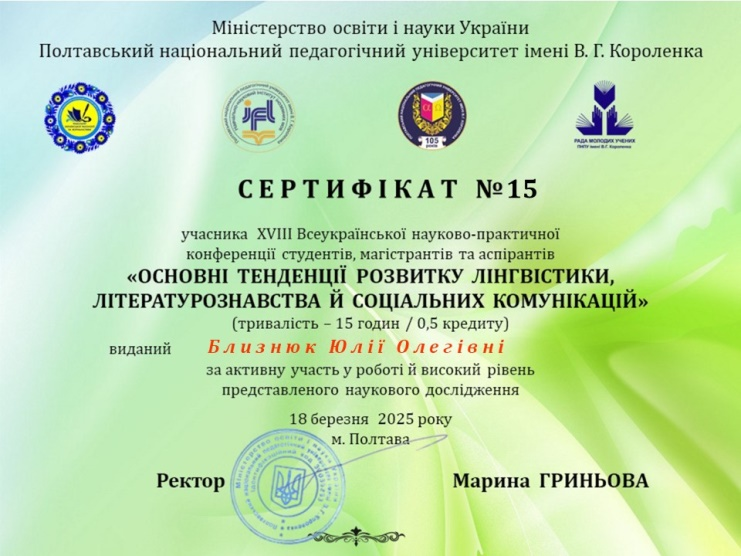 Міністерство освіти і науки України
Полтавський національний педагогічний університет імені В. Г. Короленка
105
років
РАДА МОЛОДИХ УЧЕНИХ
ПНПУ імені В.Г. Короленка
СЕРТИФІКАТ №15
учасника XVIII Всеукраїнської науково-практичної
конференції студентів, магістрантів та аспірантів
«ОСНОВНІ ТЕНДЕНЦІЇ РОЗВИТКУ ЛІНГВІСТИКИ,
ЛІТЕРАТУРОЗНАВСТВА Й СОЦІАЛЬНИХ КОМУНІКАЦІЙ»
(тривалість – 15 годин / 0,5 кредиту)
виданий Близнюк Юлії Олегівні
за активну участь у роботі й високий рівень
представленого наукового дослідження
18 березня 2025 року
м. Полтава
Ректор Марина ГРИНЬОВА